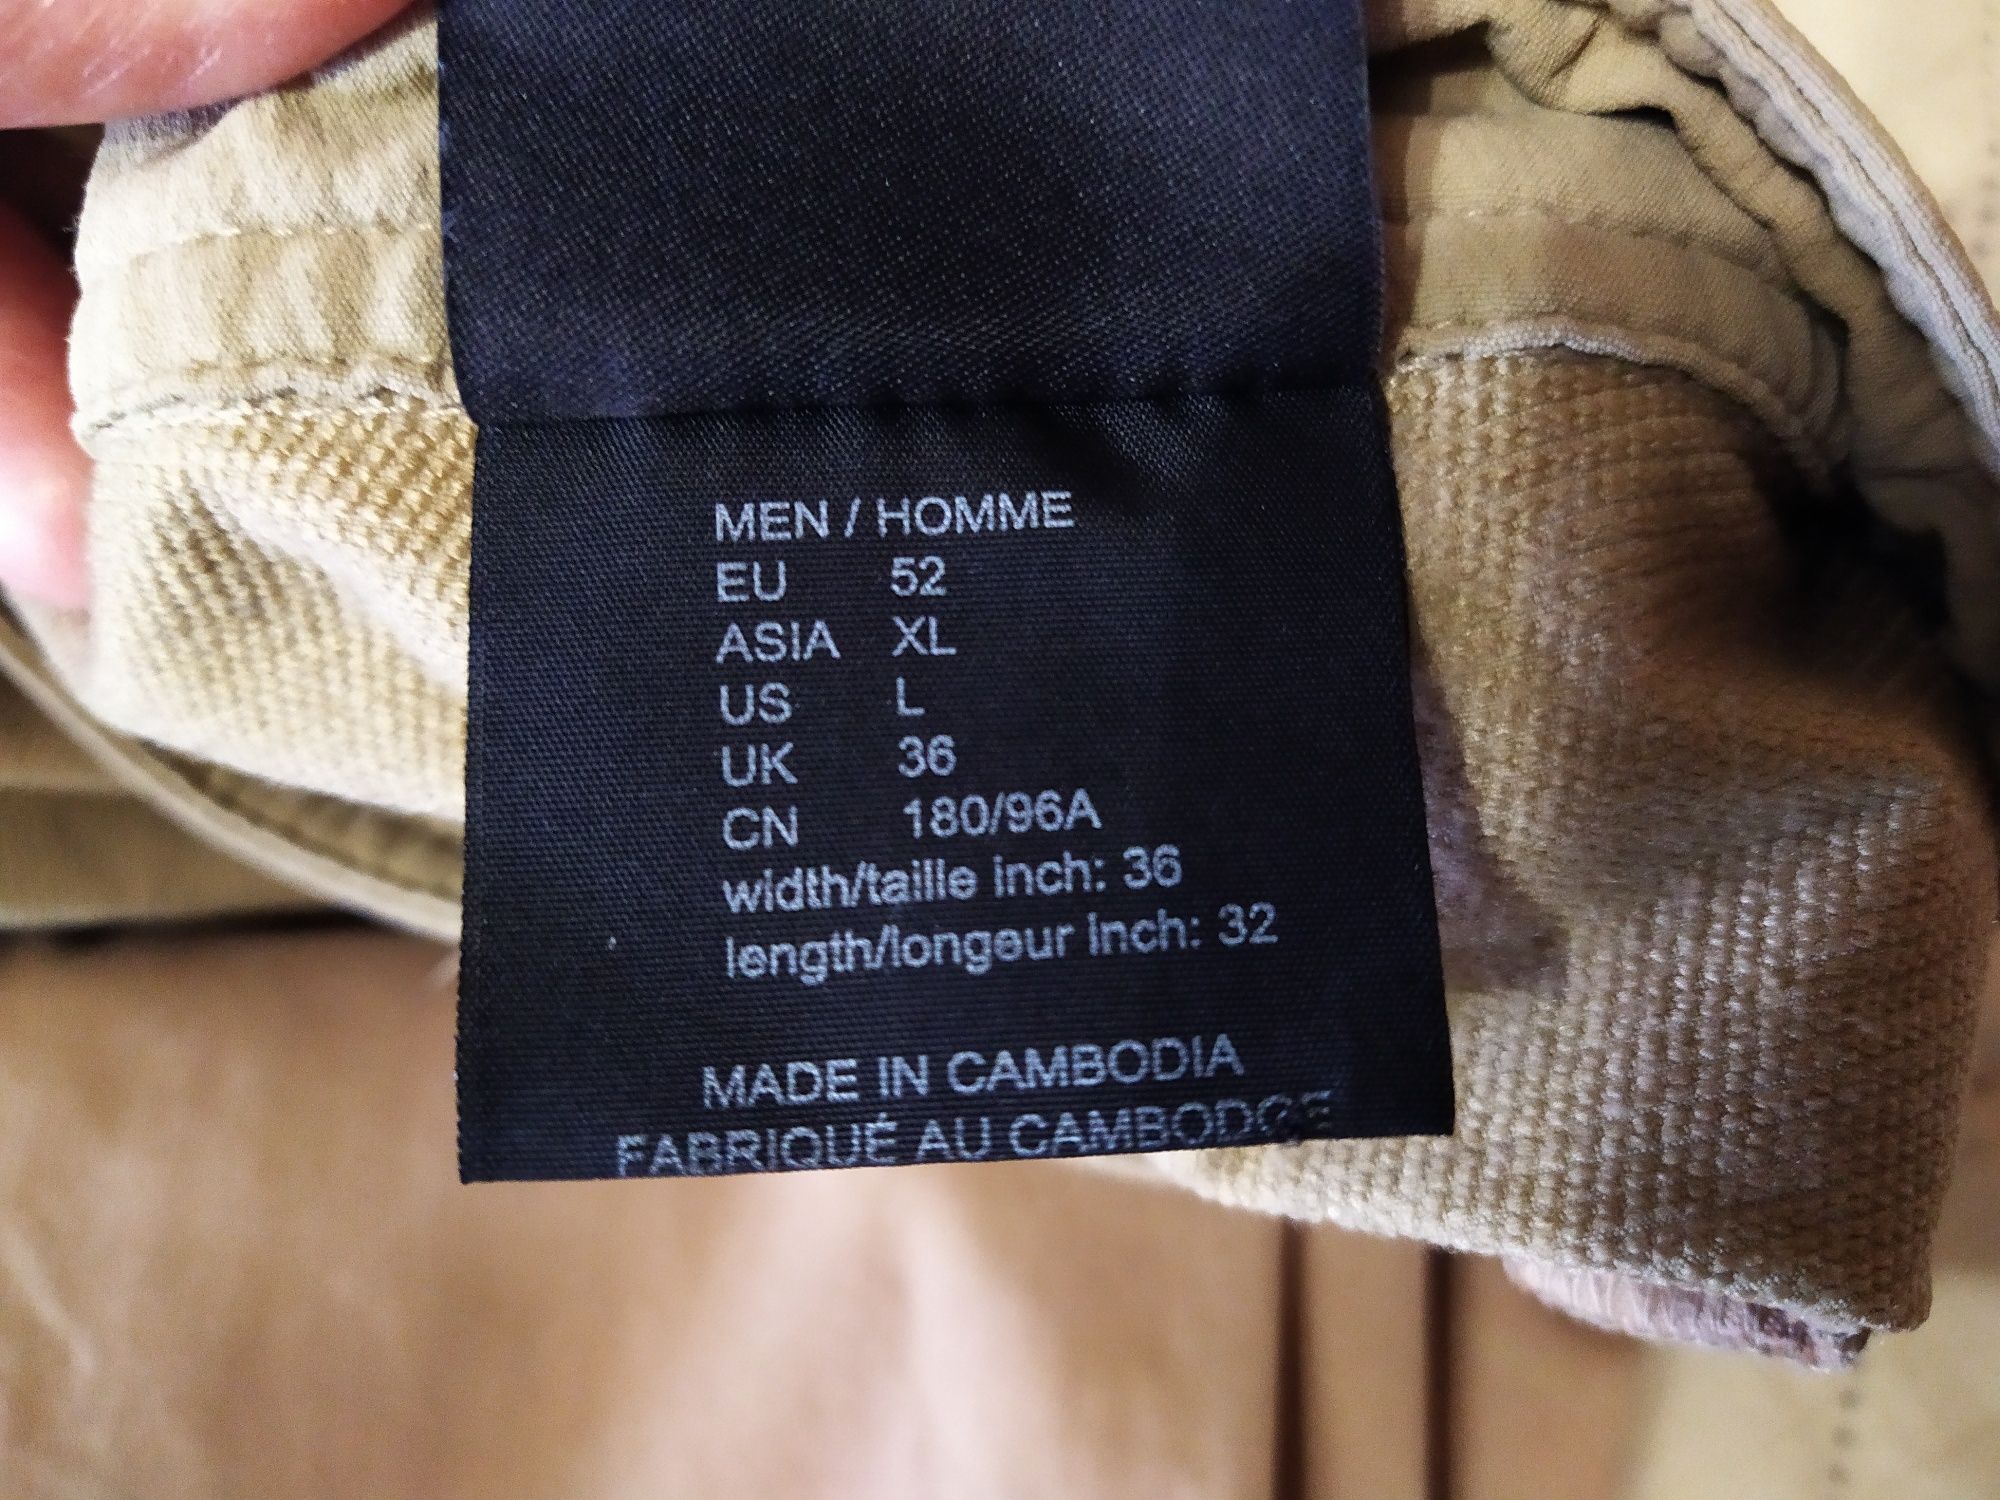 MEN / HOMME
EU 52
ASIA XL
US L
UK 36
CN 180/96A
width/taille inch: 36
length/longeur inch: 32
MADE IN CAMBODIA
FABRIQUÉ AU CAMBODGE